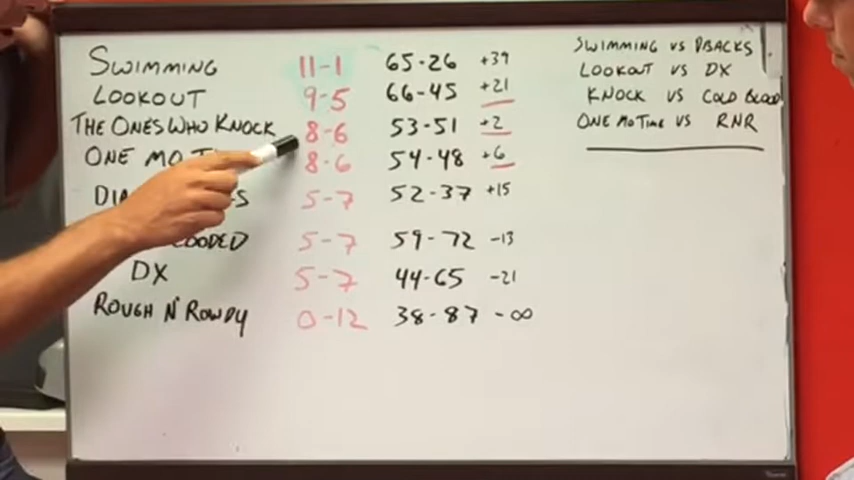 SWIMMING 11-1 65-26 +39
LOOKOUT 9-5 66-45 +21
THE ONES WHO KNOCK 8-6 53-51 +2
ONE MO 8-6 54-48 +6
5-7 52-37 +15
5-7 59-72 -13
DX 5-7 44-65 -21
ROUGH N' ROWDY 0-12 38-87 -∞
SWIMMING VS DBACKS
LOOKOUT VS DX
KNOCK VS COLD BLOOD
ONE MO TIME VS RNR